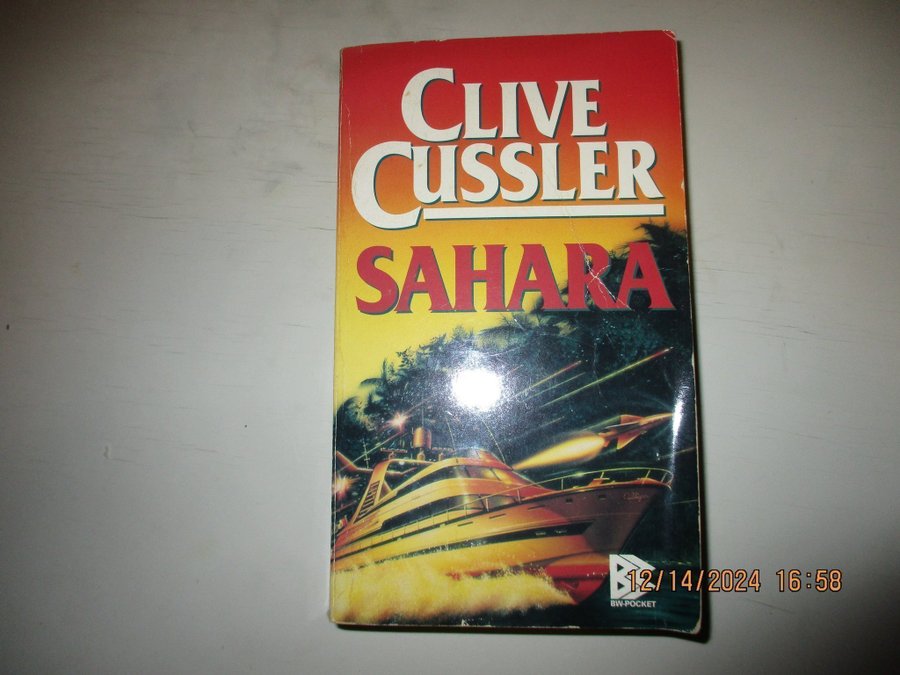 CLIVE
CUSSLER
SAHARA
BW-POCKET
12/14/2024 16:58